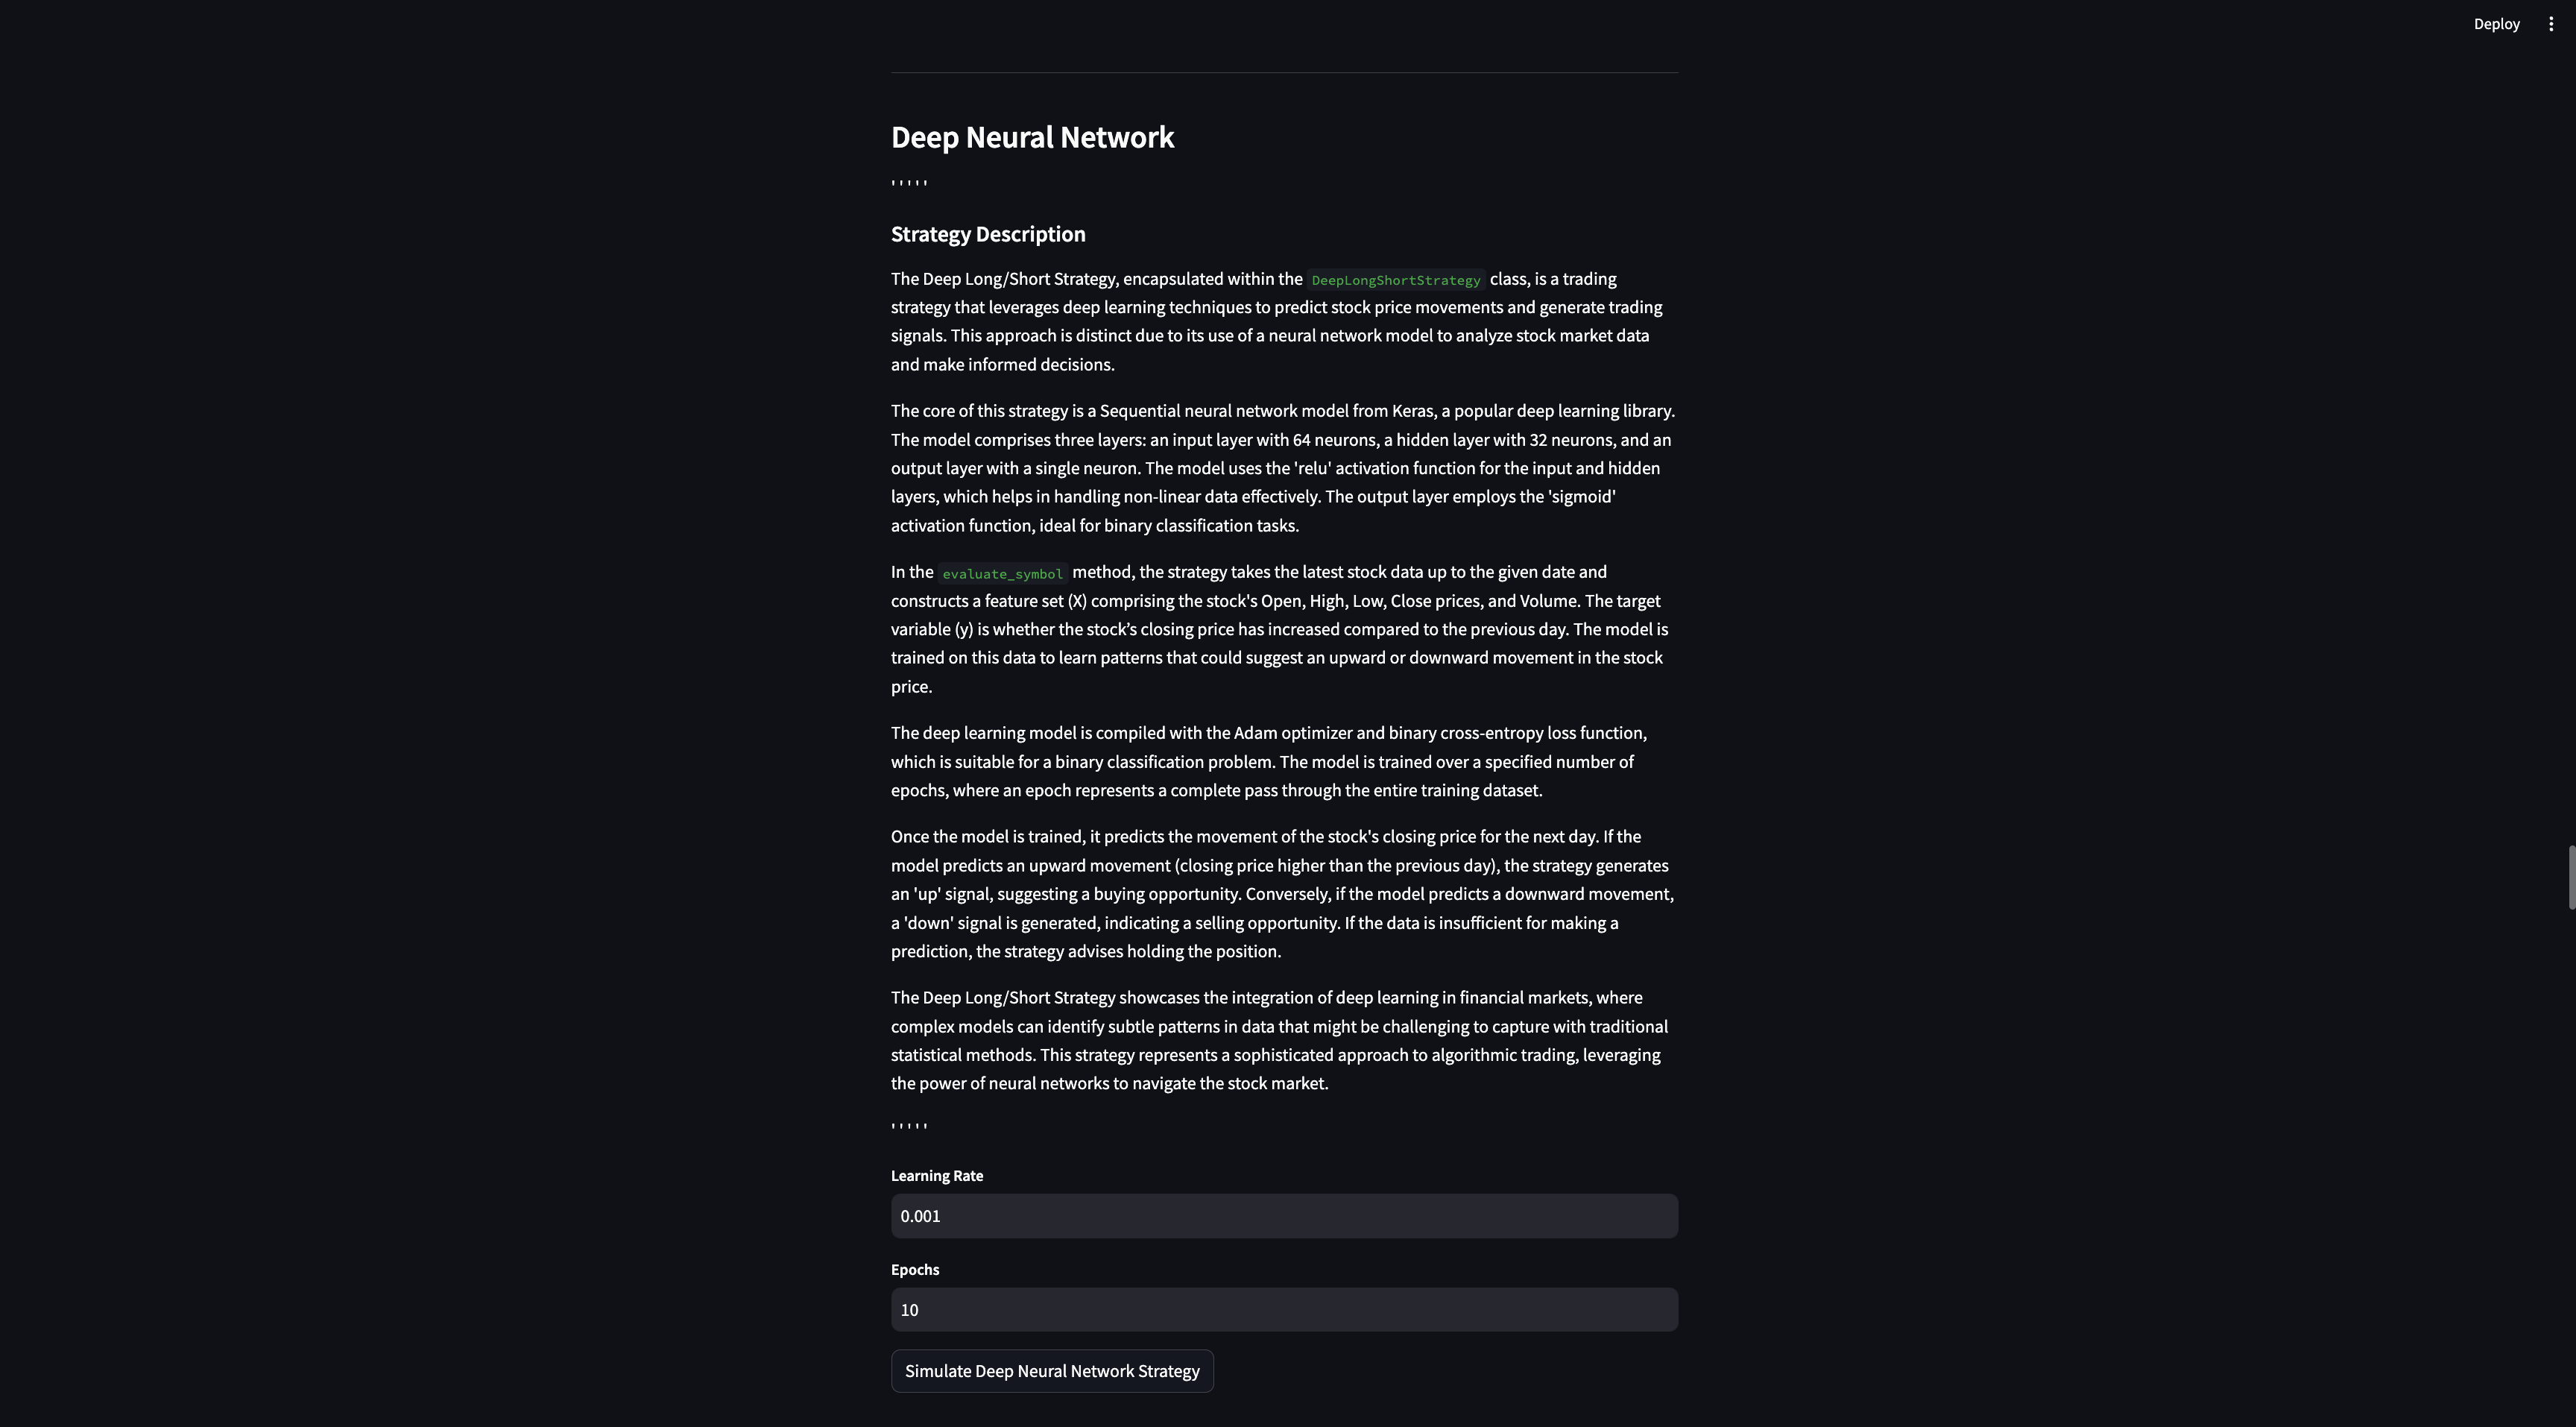 Deploy
Deep Neural Network
' ' ' ' '
Strategy Description
The Deep Long/Short Strategy, encapsulated within the DeepLongShortStrategy class, is a trading
strategy that leverages deep learning techniques to predict stock price movements and generate trading
signals. This approach is distinct due to its use of a neural network model to analyze stock market data
and make informed decisions.
The core of this strategy is a Sequential neural network model from Keras, a popular deep learning library.
The model comprises three layers: an input layer with 64 neurons, a hidden layer with 32 neurons, and an
output layer with a single neuron. The model uses the 'relu' activation function for the input and hidden
layers, which helps in handling non-linear data effectively. The output layer employs the 'sigmoid'
activation function, ideal for binary classification tasks.
In the evaluate_symbol method, the strategy takes the latest stock data up to the given date and
constructs a feature set (X) comprising the stock's Open, High, Low, Close prices, and Volume. The target
variable (y) is whether the stock’s closing price has increased compared to the previous day. The model is
trained on this data to learn patterns that could suggest an upward or downward movement in the stock
price.
The deep learning model is compiled with the Adam optimizer and binary cross-entropy loss function,
which is suitable for a binary classification problem. The model is trained over a specified number of
epochs, where an epoch represents a complete pass through the entire training dataset.
Once the model is trained, it predicts the movement of the stock's closing price for the next day. If the
model predicts an upward movement (closing price higher than the previous day), the strategy generates
an 'up' signal, suggesting a buying opportunity. Conversely, if the model predicts a downward movement,
a 'down' signal is generated, indicating a selling opportunity. If the data is insufficient for making a
prediction, the strategy advises holding the position.
The Deep Long/Short Strategy showcases the integration of deep learning in financial markets, where
complex models can identify subtle patterns in data that might be challenging to capture with traditional
statistical methods. This strategy represents a sophisticated approach to algorithmic trading, leveraging
the power of neural networks to navigate the stock market.
' ' ' ' '
Learning Rate
0.001
Epochs
10
Simulate Deep Neural Network Strategy